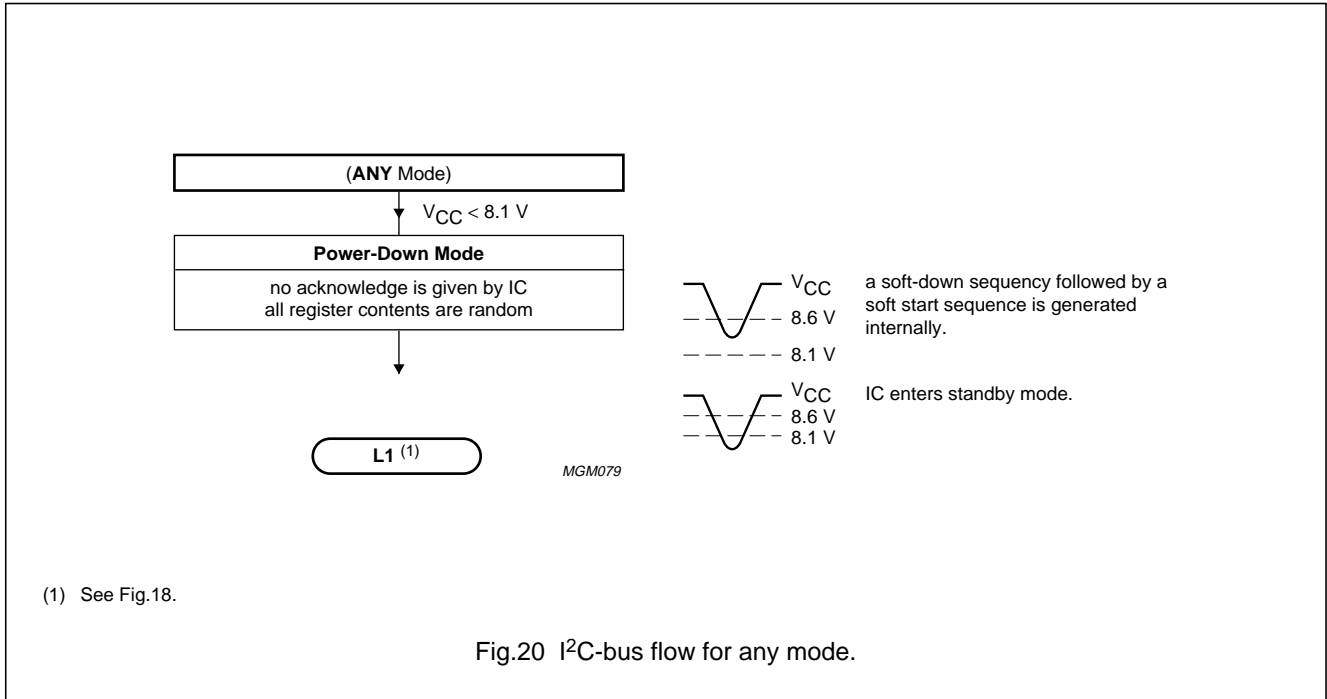 (ANY Mode)
VCC < 8.1 V
Power-Down Mode
no acknowledge is given by IC
all register contents are random
L1 (1)
MGM079
VCC
8.6 V
8.1 V
a soft-down sequency followed by a
soft start sequence is generated
internally.
VCC
8.6 V
8.1 V
IC enters standby mode.
(1) See Fig.18.
Fig.20 I²C-bus flow for any mode.